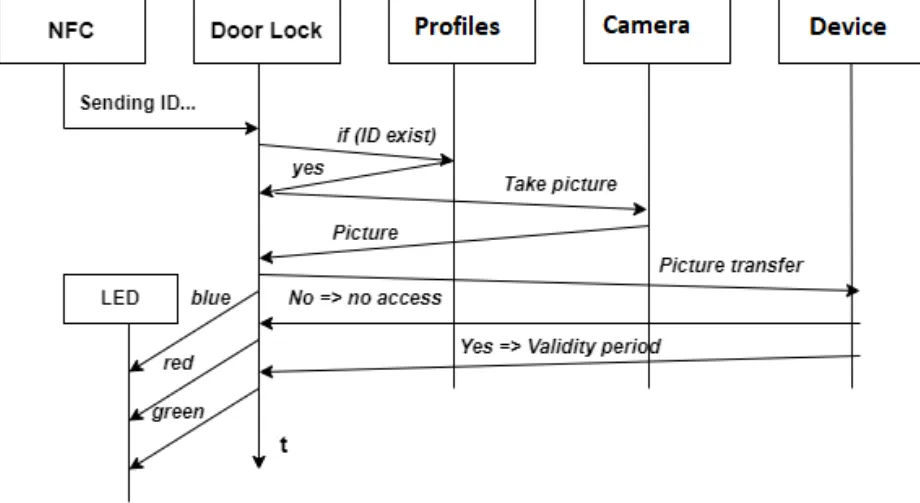 NFC
Door Lock
Profiles
Camera
Device
Sending ID...
if (ID exist)
yes
Take picture
Picture
Picture transfer
LED
blue
No => no access
red
Yes => Validity period
green
t